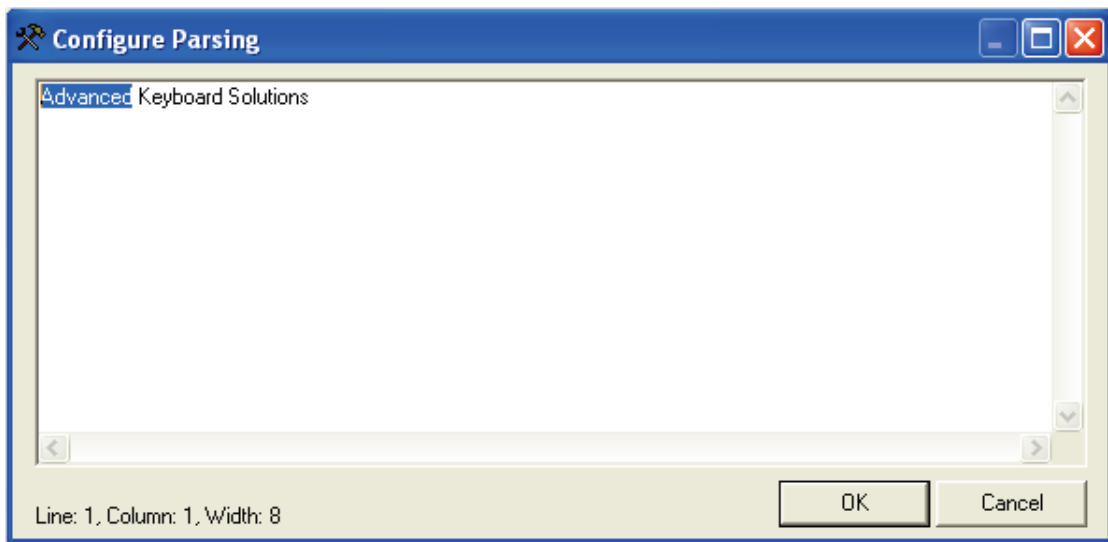 Configure Parsing
Advanced Keyboard Solutions
Line: 1, Column: 1, Width: 8
OK
Cancel